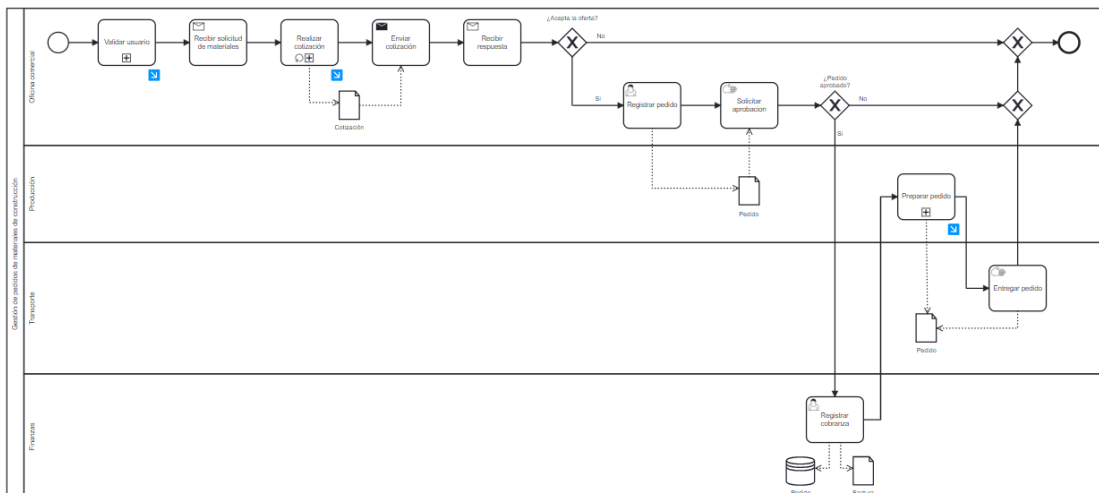 Gestión de pedidos de materiales de construcción
Oficina comercial
Validar usuario
Recibir solicitud
de materiales
Realizar
cotización
Enviar
cotización
Recibir
respuesta
¿Acepta la oferta?
No
Si
Cotización
Registrar pedido
Solicitar
aprobacion
¿Pedido
aprobado?
No
Si
Producción
Pedido
Preparar pedido
Transporte
Entregar pedido
Pedido
Finanzas
Registrar
cobranza
Pedido
Factura